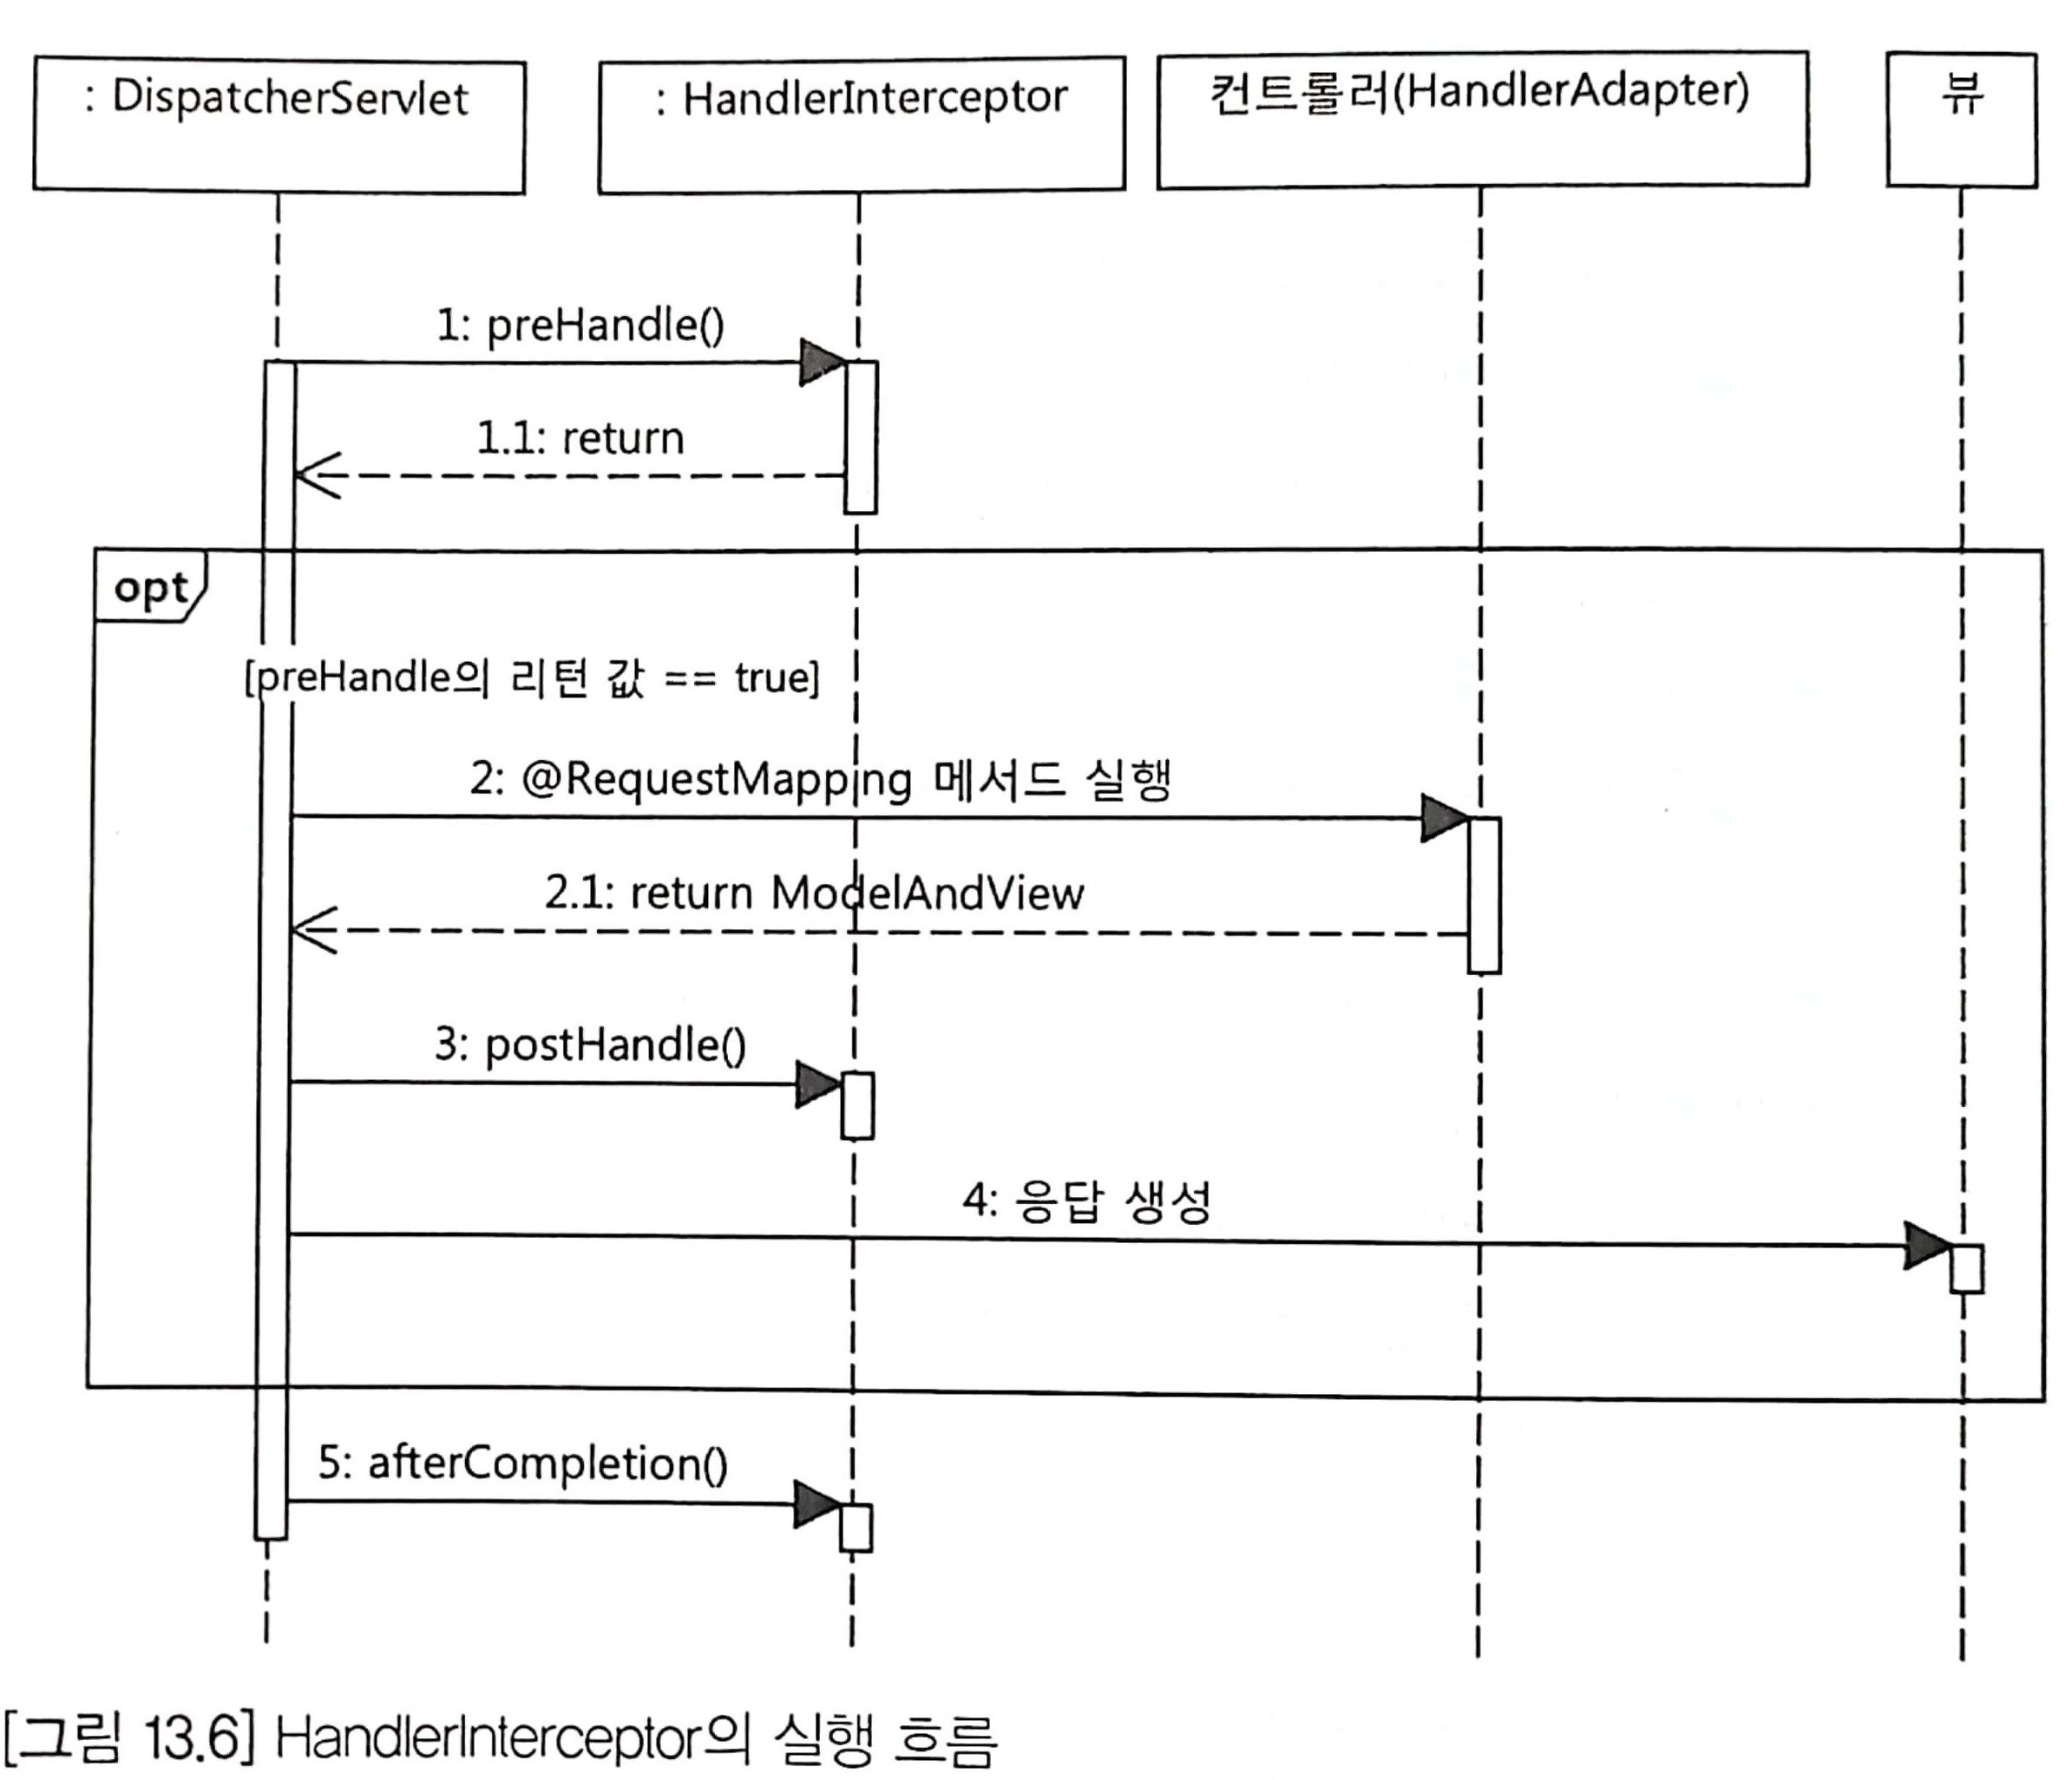 : DispatcherServlet
: HandlerInterceptor
컨트롤러(HandlerAdapter)
뷰
1: preHandle()
1.1: return
opt
[preHandle의 리턴 값 == true]
2: @RequestMapping 메서드 실행
2.1: return ModelAndView
3: postHandle()
4: 응답 생성
5: afterCompletion()
[그림 13.6] HandlerInterceptor의 실행 흐름